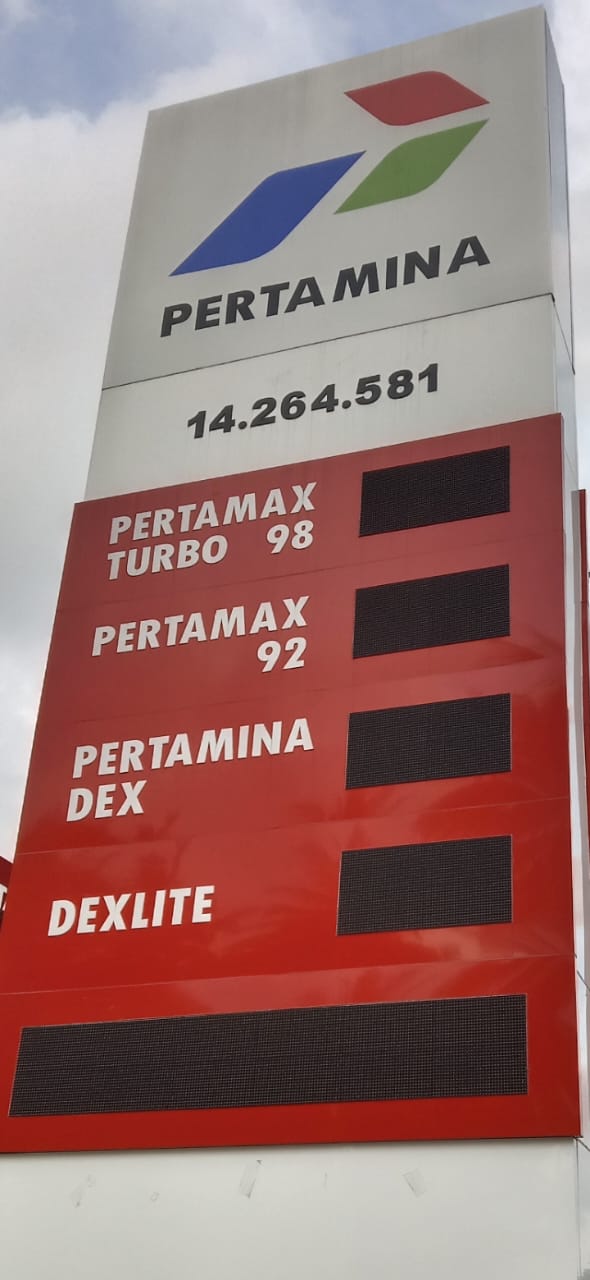 PERTAMINA
14.264.581
PERTAMAX
TURBO 98
PERTAMAX
92
PERTAMINA
DEX
DEXLITE